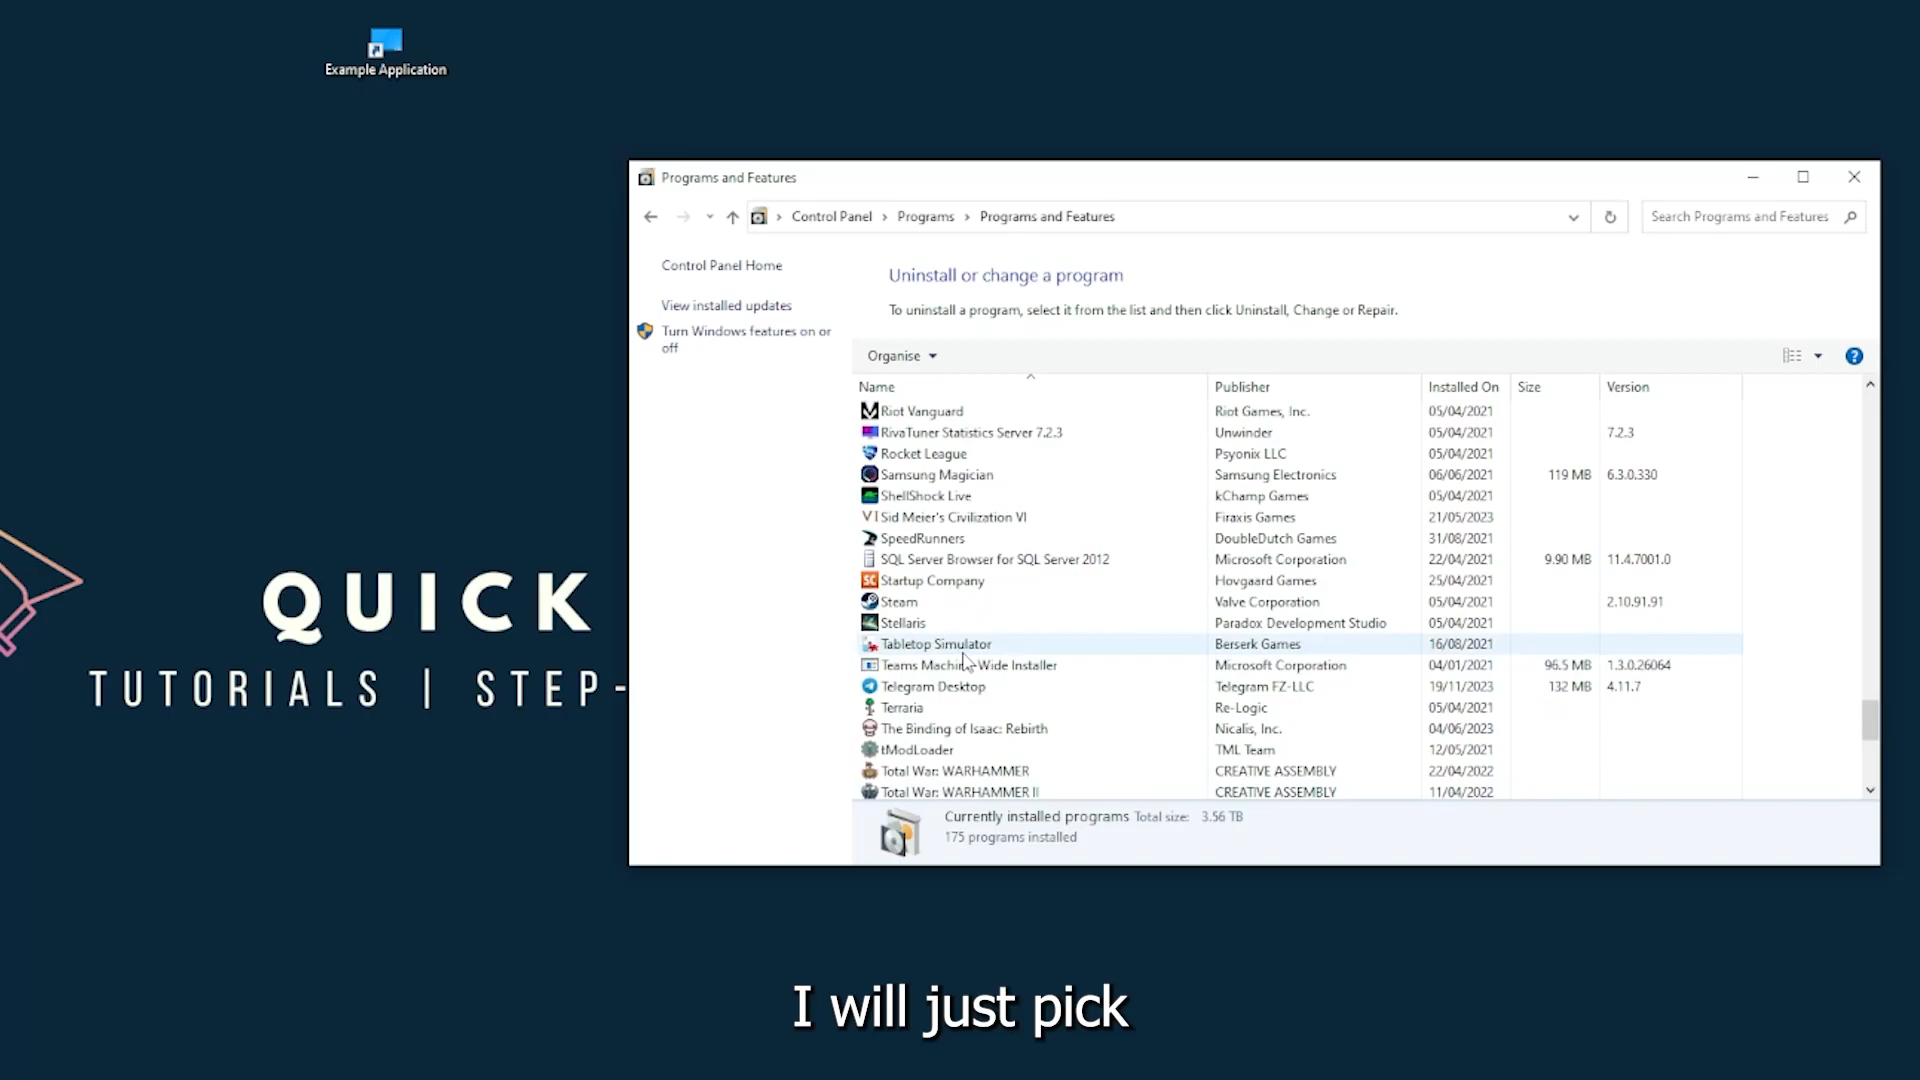 Example Application
QUICK
TUTORIALS | STEP-
Programs and Features
Control Panel › Programs › Programs and Features
Search Programs and Features
Control Panel Home
View installed updates
Turn Windows features on or
off
Uninstall or change a program
To uninstall a program, select it from the list and then click Uninstall, Change or Repair.
Organise
Name Publisher Installed On Size Version
Riot Vanguard Riot Games, Inc. 05/04/2021
RivaTuner Statistics Server 7.2.3 Unwinder 05/04/2021 7.2.3
Rocket League Psyonix LLC 05/04/2021
Samsung Magician Samsung Electronics 06/06/2021 119 MB 6.3.0.330
ShellShock Live kChamp Games 05/04/2021
VI Sid Meier's Civilization VI Firaxis Games 21/05/2023
SpeedRunners DoubleDutch Games 31/08/2021
SQL Server Browser for SQL Server 2012 Microsoft Corporation 22/04/2021 9.90 MB 11.4.7001.0
SC Startup Company Hovgaard Games 25/04/2021
Steam Valve Corporation 05/04/2021 2.10.91.91
Stellaris Paradox Development Studio 05/04/2021
Tabletop Simulator Berserk Games 16/08/2021
Teams Machine-Wide Installer Microsoft Corporation 04/01/2021 96.5 MB 1.3.0.26064
Telegram Desktop Telegram FZ-LLC 19/11/2023 132 MB 4.11.7
Terraria Re-Logic 05/04/2021
The Binding of Isaac: Rebirth Nicalis, Inc. 04/06/2023
tModLoader TML Team 12/05/2021
Total War: WARHAMMER CREATIVE ASSEMBLY 22/04/2022
Total War: WARHAMMER II CREATIVE ASSEMBLY 11/04/2022
Currently installed programs Total size: 3.56 TB
175 programs installed
I will just pick